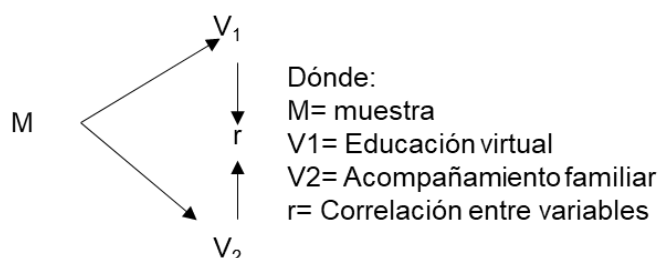 V₁
Dónde:
M= muestra
M
V1= Educación virtual
r
V2= Acompañamiento familiar
r= Correlación entre variables
V₂